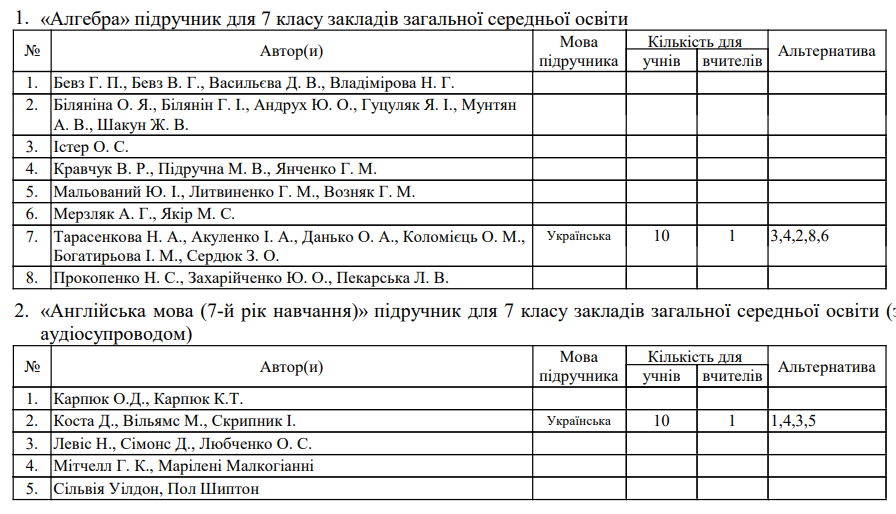 1. «Алгебра» підручник для 7 класу закладів загальної середньої освіти
№ Автор(и) Мова підручника Кількість для учнів вчителів Альтернатива
1. Бевз Г. П., Бевз В. Г., Васильєва Д. В., Владімірова Н. Г.
2. Біляніна О. Я., Білянін Г. І., Андрух Ю. О., Гуцуляк Я. І., Мунтян
А. В., Шакун Ж. В.
3. Істер О. С.
4. Кравчук В. Р., Підручна М. В., Янченко Г. М.
5. Мальований Ю. І., Литвиненко Г. М., Возняк Г. М.
6. Мерзляк А. Г., Якір М. С.
7. Тарасенкова Н. А., Акуленко І. А., Данько О. А., Коломієць О. М., Українська 10 1 3,4,2,8,6
Богатирьова І. М., Сердюк З. О.
8. Прокопенко Н. С., Захарійченко Ю. О., Пекарська Л. В.
2. «Англійська мова (7-й рік навчання)» підручник для 7 класу закладів загальної середньої освіти (з
аудіосупроводом)
№ Автор(и) Мова підручника Кількість для учнів вчителів Альтернатива
1. Карпюк О.Д., Карпюк К.Т.
2. Коста Д., Вільямс М., Скрипник І. Українська 10 1 1,4,3,5
3. Левіс Н., Сімонс Д., Любченко О. С.
4. Мітчелл Г. К., Марілені Малкогіанні
5. Сільвія Уілдон, Пол Шиптон